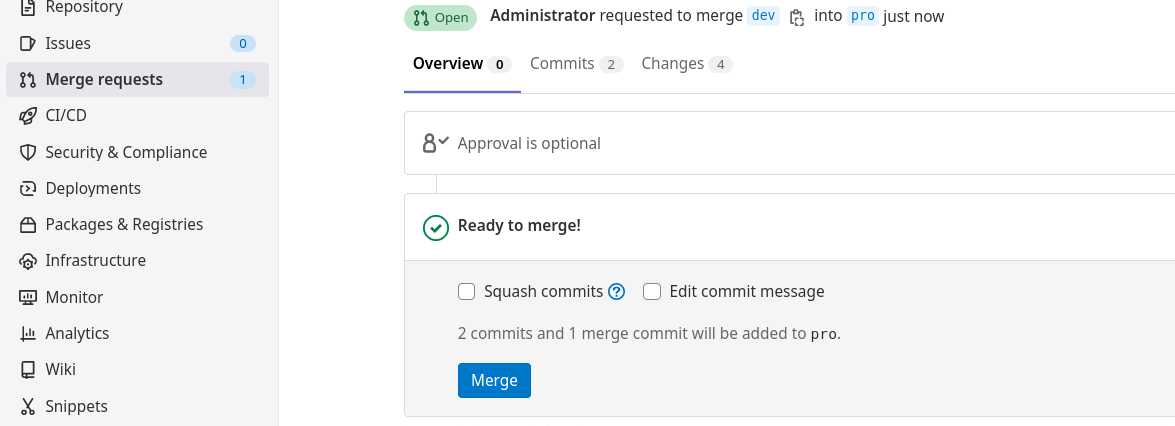 Repository
Issues 0
Merge requests 1
CI/CD
Security & Compliance
Deployments
Packages & Registries
Infrastructure
Monitor
Analytics
Wiki
Snippets
Open Administrator requested to merge dev into pro just now
Overview 0 Commits 2 Changes 4
Approval is optional
Ready to merge!
Squash commits ? Edit commit message
2 commits and 1 merge commit will be added to pro.
Merge